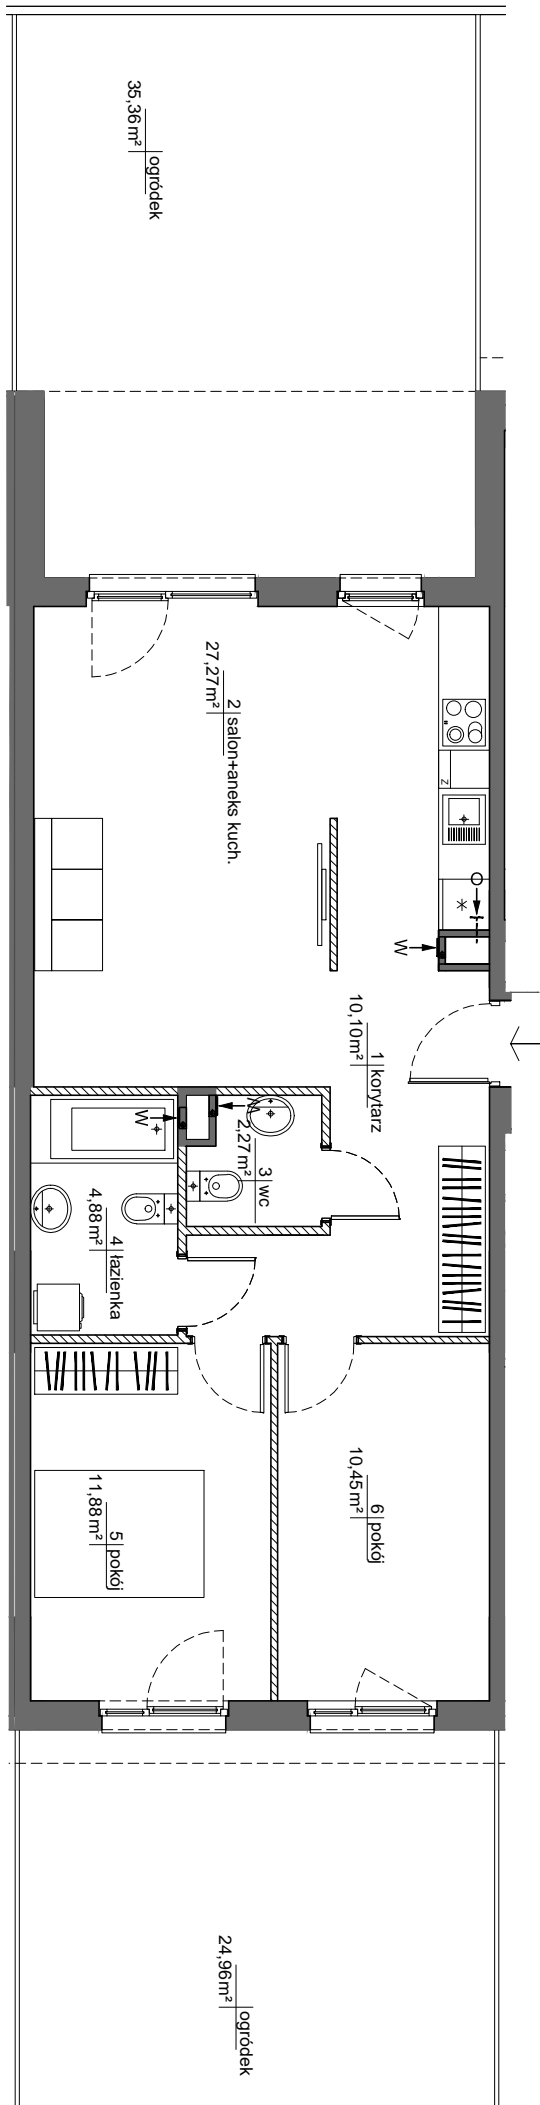 ogródek
35,36m²
2 salon+aneks kuch.
27,27m²
Z
O
*
W
1 korytarz
10,10m²
W
W
3 wc
2,27m²
4 łazienka
4,88m²
6 pokój
10,45m²
5 pokój
11,88m²
ogródek
24,96m²